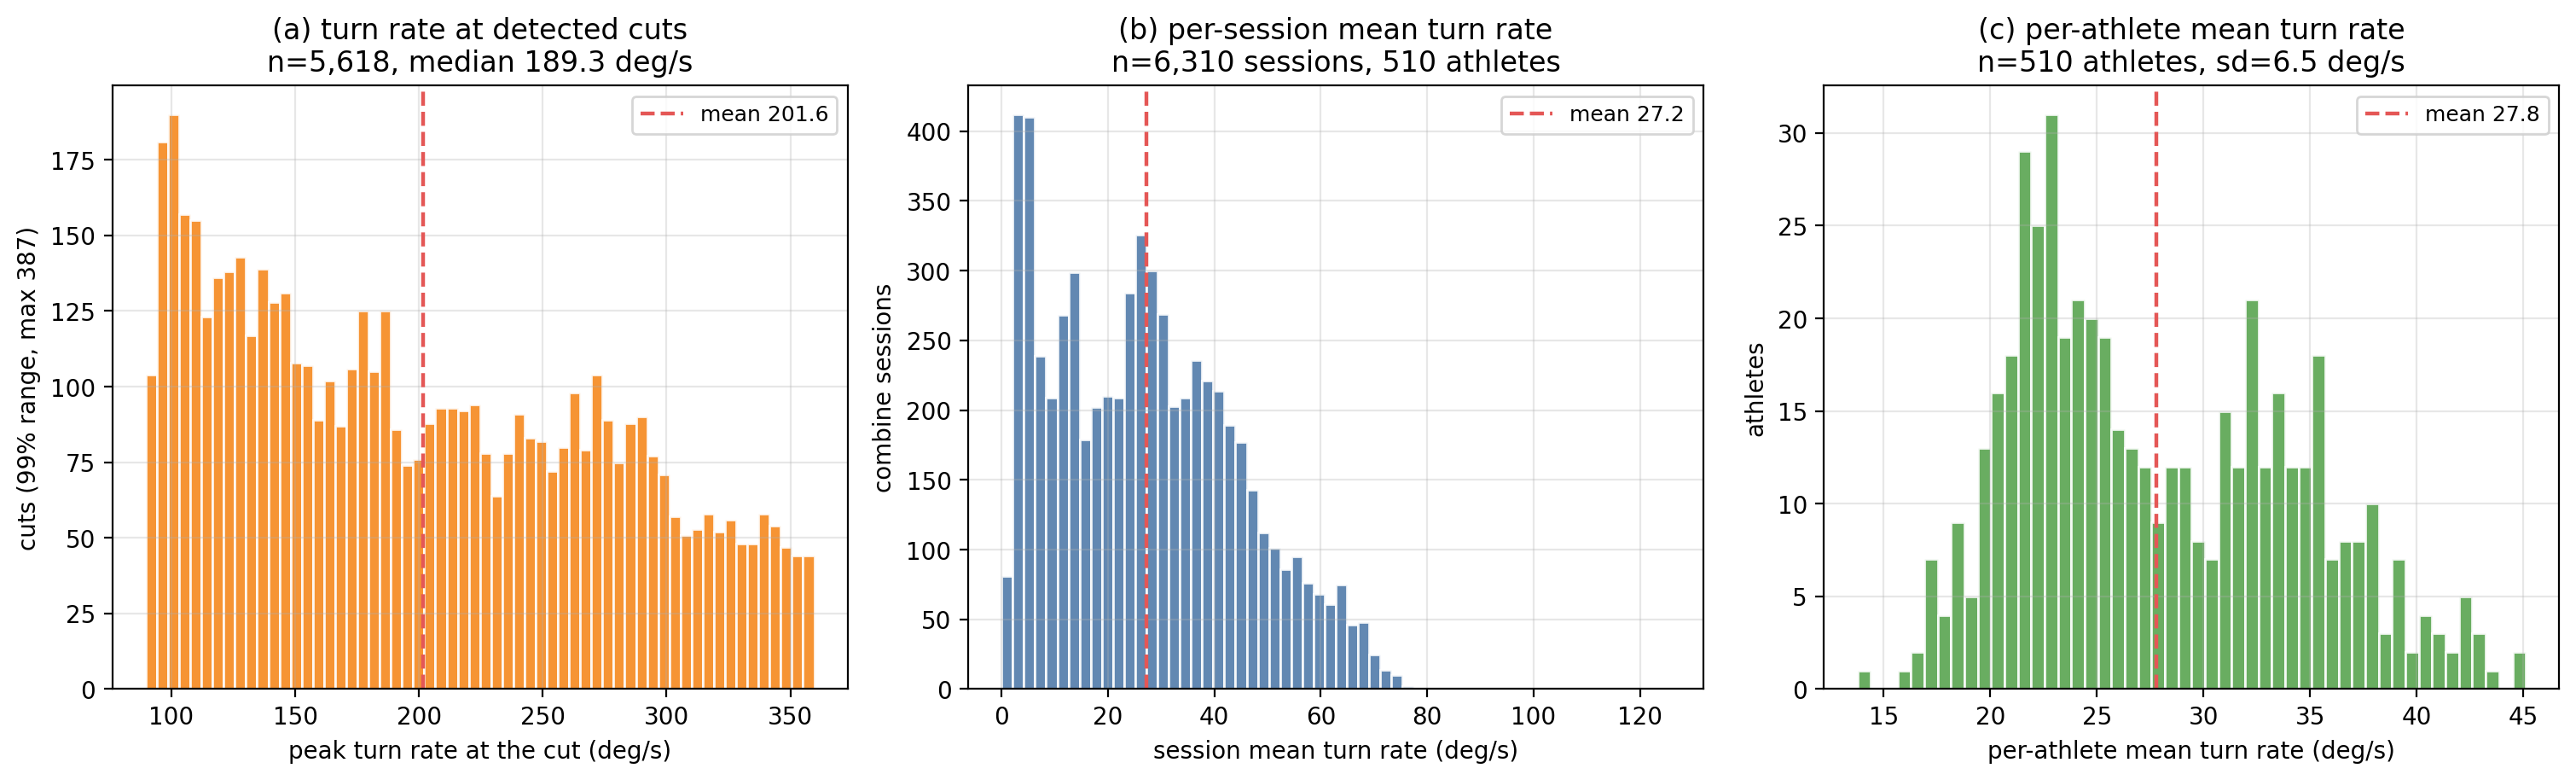 (a) turn rate at detected cuts
n=5,618, median 189.3 deg/s
mean 201.6
cuts (99% range, max 387)
175
150
125
100
75
50
25
0
100
150
200
250
300
350
peak turn rate at the cut (deg/s)
(b) per-session mean turn rate
n=6,310 sessions, 510 athletes
mean 27.2
combine sessions
400
350
300
250
200
150
100
50
0
0
20
40
60
80
100
120
session mean turn rate (deg/s)
(c) per-athlete mean turn rate
n=510 athletes, sd=6.5 deg/s
mean 27.8
athletes
30
25
20
15
10
5
0
15
20
25
30
35
40
45
per-athlete mean turn rate (deg/s)